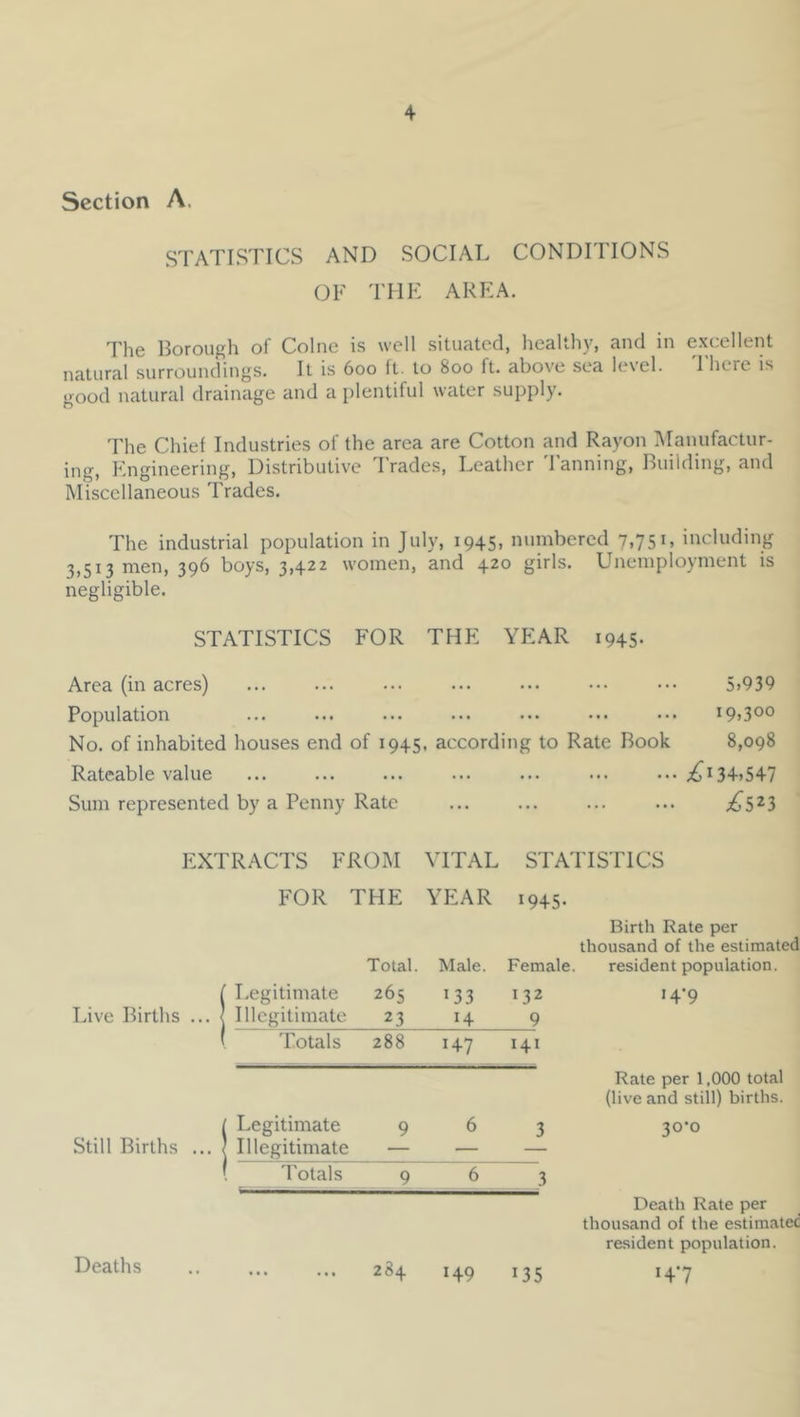 4
Section A.
STATISTICS AND SOCIAL CONDITIONS
OF THE AREA.
The Borough of Colne is well situated, healthy, and in excellent
natural surroundings. It is 600 ft. to 800 ft. above sea level. There is
good natural drainage and a plentiful water supply.
The Chief Industries of the area are Cotton and Rayon Manufactur-
ing, Engineering, Distributive Trades, Leather Tanning, Building, and
Miscellaneous Trades.
The industrial population in July, 1945, numbered 7,751, including
3,513 men, 396 boys, 3,422 women, and 420 girls. Unemployment is
negligible.
STATISTICS FOR THE YEAR 1945.
Area (in acres) ... ... ... ... ... ... ... 5,939
Population ... ... ... ... ... ... ... 19,300
No. of inhabited houses end of 1945, according to Rate Book 8,098
Rateable value ... ... ... ... ... ... ... £134,547
Sum represented by a Penny Rate ... ... ... ... £523
EXTRACTS FROM VITAL STATISTICS
FOR THE YEAR 1945.
Birth Rate per
thousand of the estimated
Total. Male. Female. resident population.
Legitimate 265 133 132 14·9
Live Births ... Illegitimate 23 14 9
Totals 288 147 141
Rate per 1,000 total
(live and still) births.
Legitimate 9 6 3 30·0
Still Births ... Illegitimate — — —
Totals 9 6 3
Death Rate per
thousand of the estimated
resident population.
Deaths .. ... ... 284 149 135 14·7